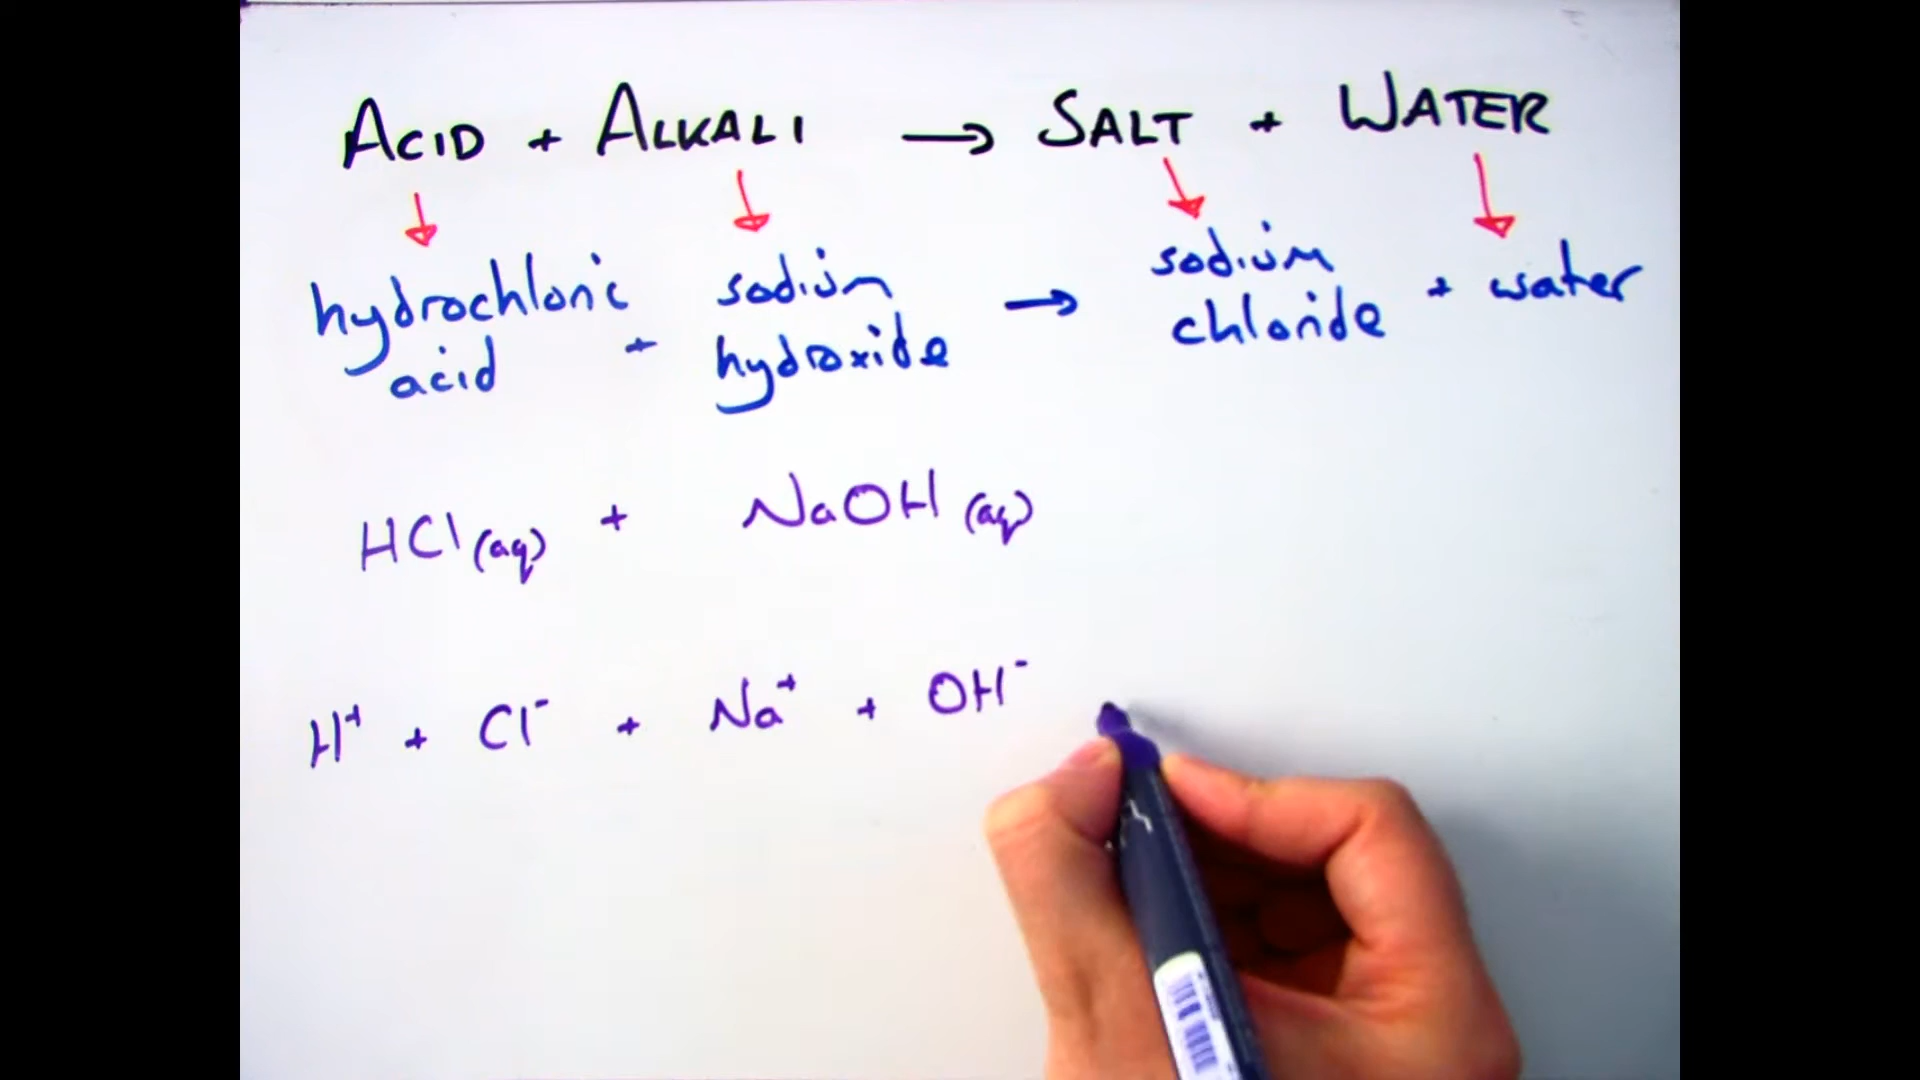 ACID + ALKALI → SALT + WATER
hydrochloric acid + sodium hydroxide → sodium chloride + water
HCl (aq) + NaOH (aq)
H⁺ + Cl⁻ + Na⁺ + OH⁻